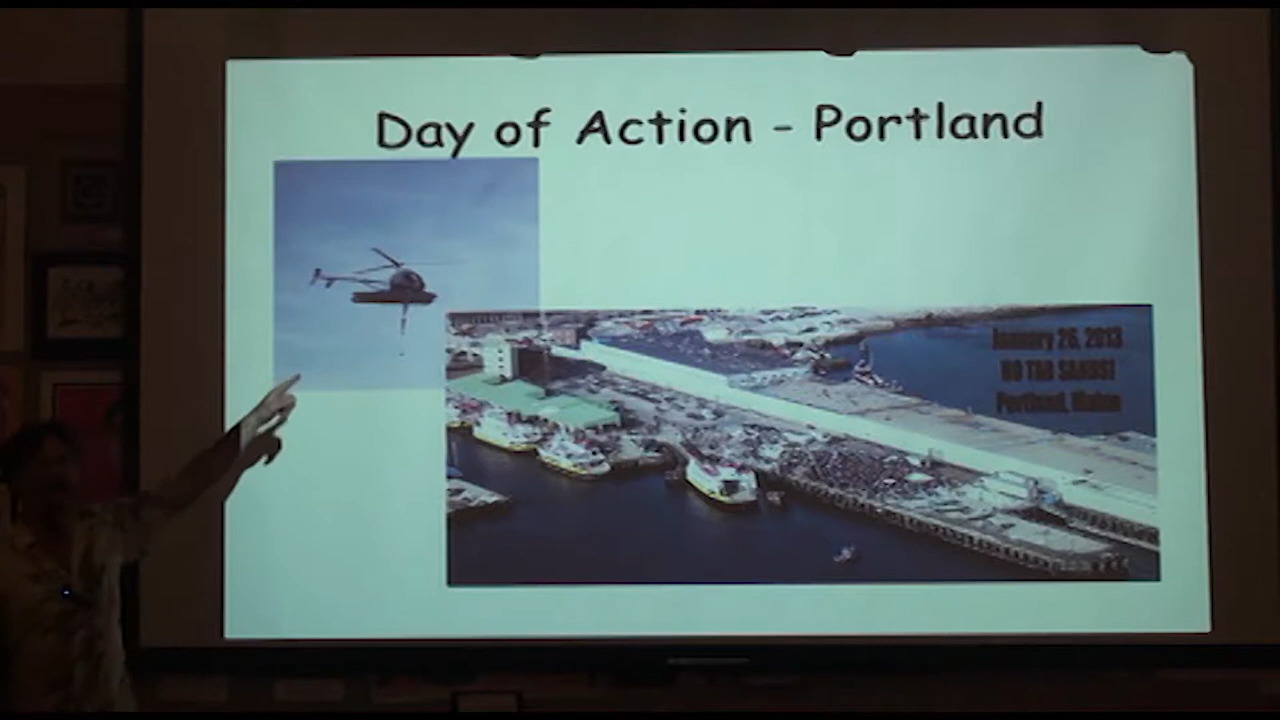 Day of Action - Portland
January 26, 2013
NO TAR SANDS!
Portland, Maine